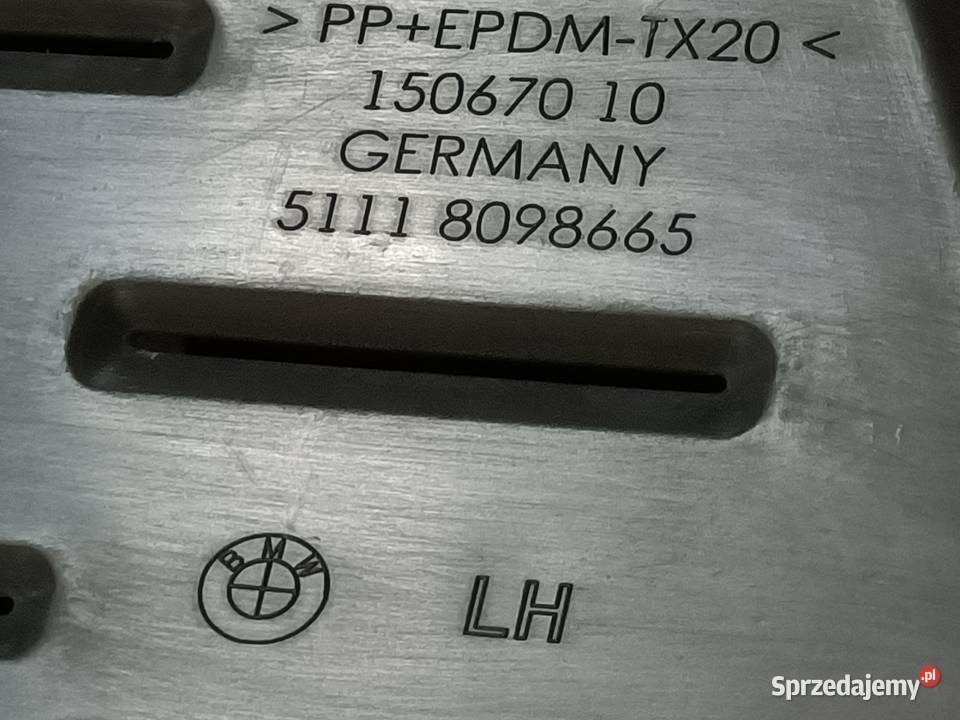 > PP+EPDM-TX20 <
150670 10
GERMANY
5111 8098665
BMW
LH
Sprzedajemy.pl